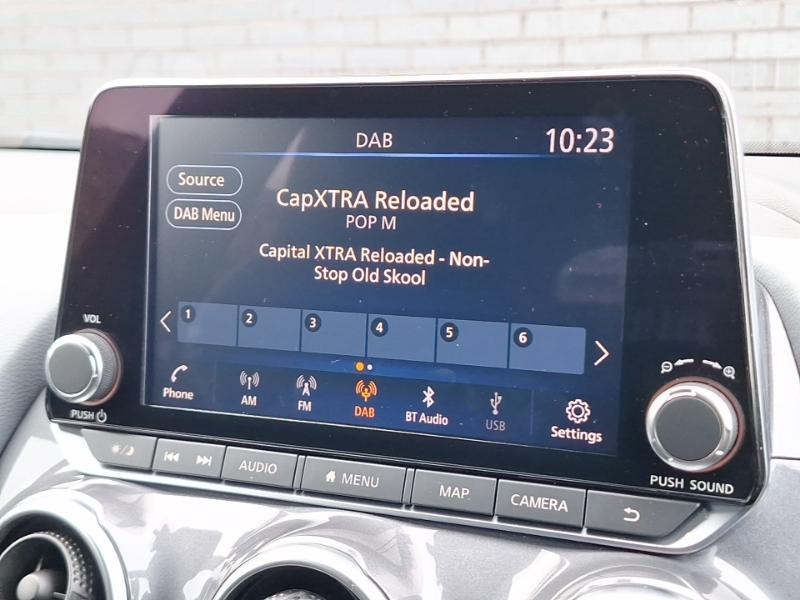 DAB
10:23
Source
DAB Menu
CapXTRA Reloaded
POP M
Capital XTRA Reloaded - Non-
Stop Old Skool
1 2 3 4 5 6
VOL
PUSH
Phone
AM
FM
DAB
BT Audio
USB
Settings
PUSH SOUND
AUDIO
MENU
MAP
CAMERA